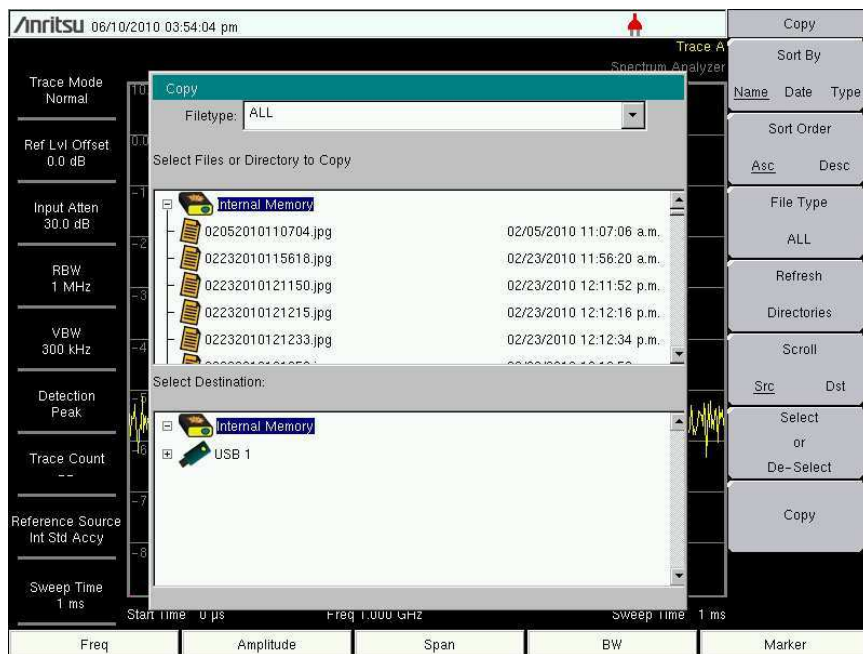 Anritsu 06/10/2010 03:54:04 pm
Trace A
Spectrum Analyzer
Trace Mode
Normal
Ref Lvl Offset
0.0 dB
Input Atten
30.0 dB
RBW
1 MHz
VBW
300 kHz
Detection
Peak
Trace Count
--
Reference Source
Int Std Accy
Sweep Time
1 ms
Copy
Filetype: ALL
Select Files or Directory to Copy
Internal Memory
02052010110704.jpg 02/05/2010 11:07:06 a.m.
02232010115618.jpg 02/23/2010 11:56:20 a.m.
02232010121150.jpg 02/23/2010 12:11:52 p.m.
02232010121215.jpg 02/23/2010 12:12:16 p.m.
02232010121233.jpg 02/23/2010 12:12:34 p.m.
Select Destination:
Internal Memory
USB 1
Start Time 0 µs Freq 1.000 GHz Sweep Time 1 ms
Copy
Sort By
Name Date Type
Sort Order
Asc Desc
File Type
ALL
Refresh
Directories
Scroll
Src Dst
Select
or
De-Select
Copy
Freq Amplitude Span BW Marker